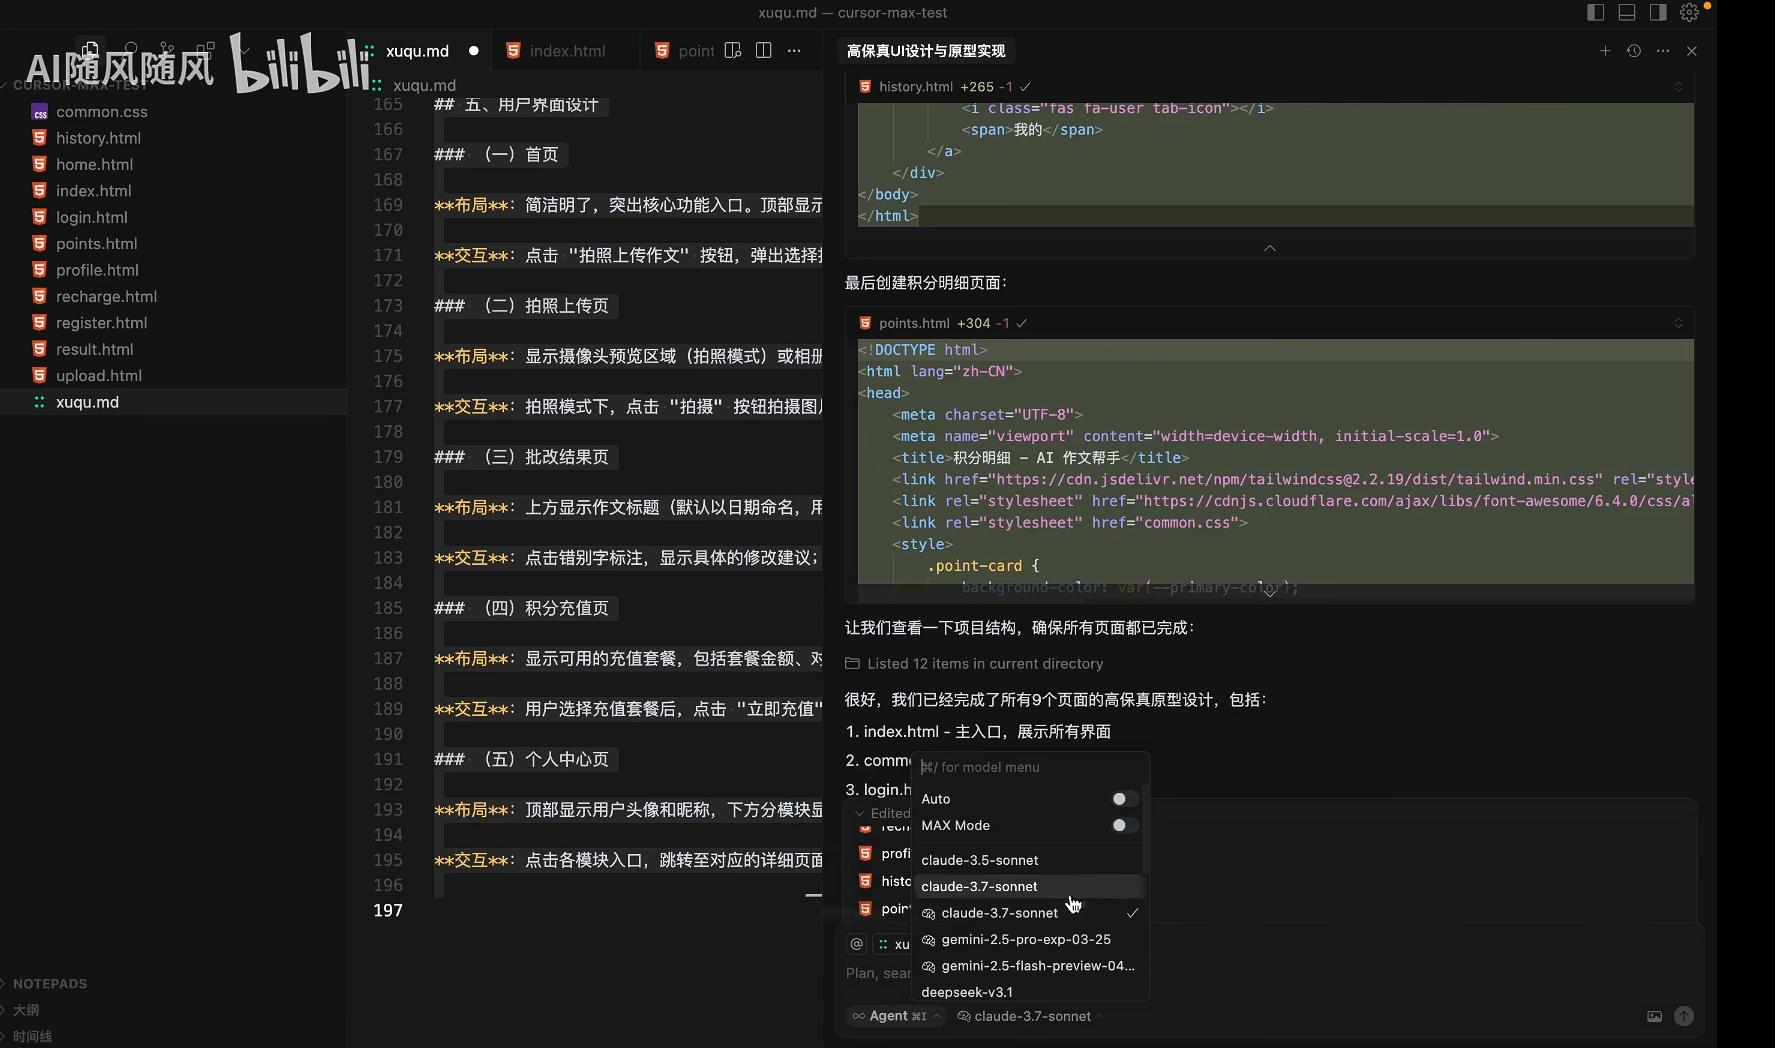 xuqu.md — cursor-max-test
AI随风随风 bilibili
CURSOR-MAX-TEST
common.css
history.html
home.html
index.html
login.html
points.html
profile.html
recharge.html
register.html
result.html
upload.html
xuqu.md
NOTEPADS
大纲
时间线
xuqu.md
index.html
point
xuqu.md
165 ## 五、用户界面设计
166
167 ### （一）首页
168
169 **布局**：简洁明了，突出核心功能入口。顶部显示
170
171 **交互**：点击 "拍照上传作文" 按钮，弹出选择
172
173 ### （二）拍照上传页
174
175 **布局**：显示摄像头预览区域（拍照模式）或相册
176
177 **交互**：拍照模式下，点击 "拍摄" 按钮拍摄图
178
179 ### （三）批改结果页
180
181 **布局**：上方显示作文标题（默认以日期命名，用
182
183 **交互**：点击错别字标注，显示具体的修改建议；
184
185 ### （四）积分充值页
186
187 **布局**：显示可用的充值套餐，包括套餐金额、对
188
189 **交互**：用户选择充值套餐后，点击 "立即充值"
190
191 ### （五）个人中心页
192
193 **布局**：顶部显示用户头像和昵称，下方分模块显
194
195 **交互**：点击各模块入口，跳转至对应的详细页面
196
197
高保真UI设计与原型实现
history.html +265 -1
<i class="fas fa-user tab-icon"></i>
<span>我的</span>
</a>
</div>
</body>
</html>
最后创建积分明细页面：
points.html +304 -1
<!DOCTYPE html>
<html lang="zh-CN">
<head>
<meta charset="UTF-8">
<meta name="viewport" content="width=device-width, initial-scale=1.0">
<title>积分明细 - AI 作文帮手</title>
<link href="https://cdn.jsdelivr.net/npm/tailwindcss@2.2.19/dist/tailwind.min.css" rel="style
<link rel="stylesheet" href="https://cdnjs.cloudflare.com/ajax/libs/font-awesome/6.4.0/css/al
<link rel="stylesheet" href="common.css">
<style>
.point-card {
background-color: var(--primary-color);
让我们查看一下项目结构，确保所有页面都已完成：
Listed 12 items in current directory
很好，我们已经完成了所有9个页面的高保真原型设计，包括：
1. index.html - 主入口，展示所有界面
2. comm
3. login.h
Edited
rech
profi
histo
poin
⌘/ for model menu
Auto
MAX Mode
claude-3.5-sonnet
claude-3.7-sonnet
claude-3.7-sonnet
gemini-2.5-pro-exp-03-25
gemini-2.5-flash-preview-04...
deepseek-v3.1
@ xu
Plan, sear
Agent ⌘I claude-3.7-sonnet